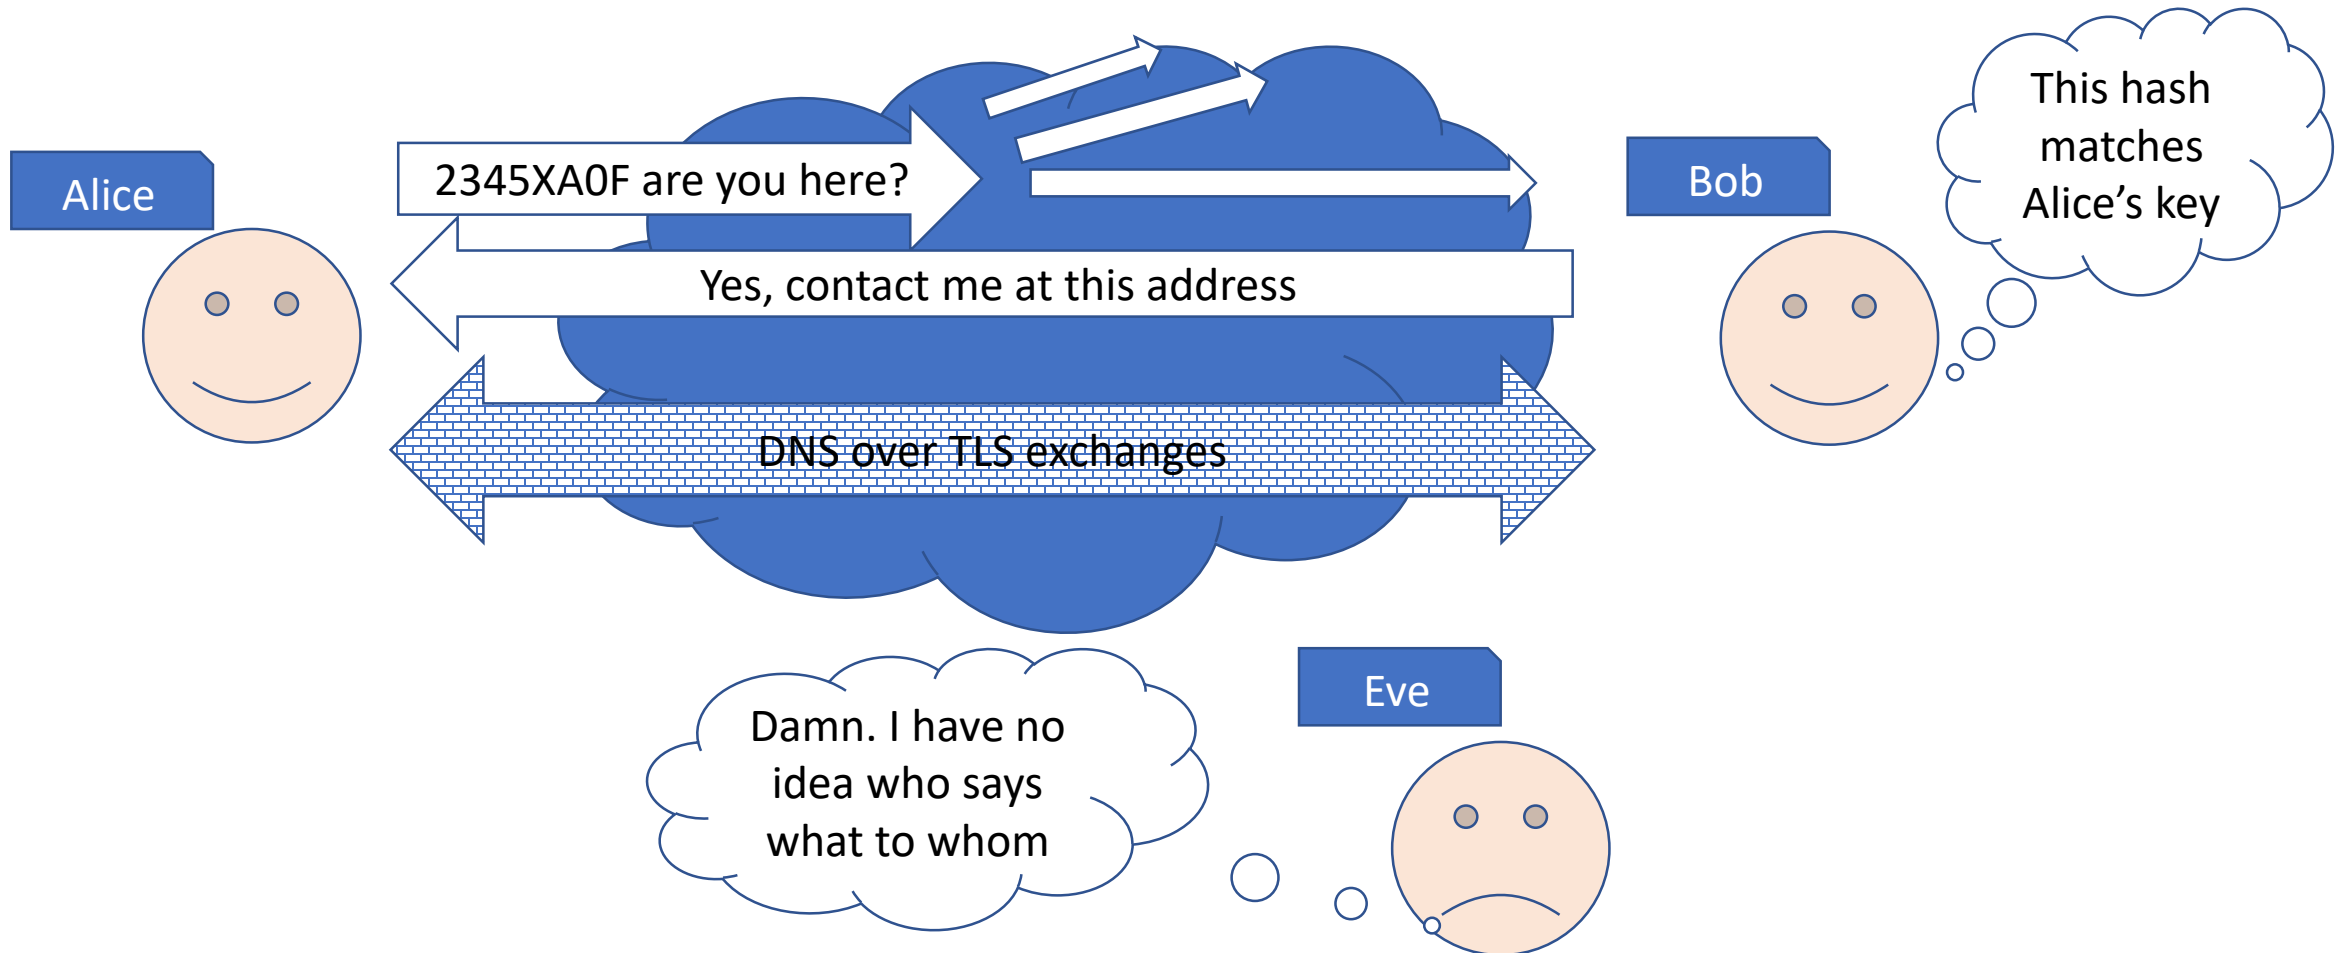 Alice
2345XA0F are you here?
Bob
This hash
matches
Alice’s key
Yes, contact me at this address
DNS over TLS exchanges
Eve
Damn. I have no
idea who says
what to whom